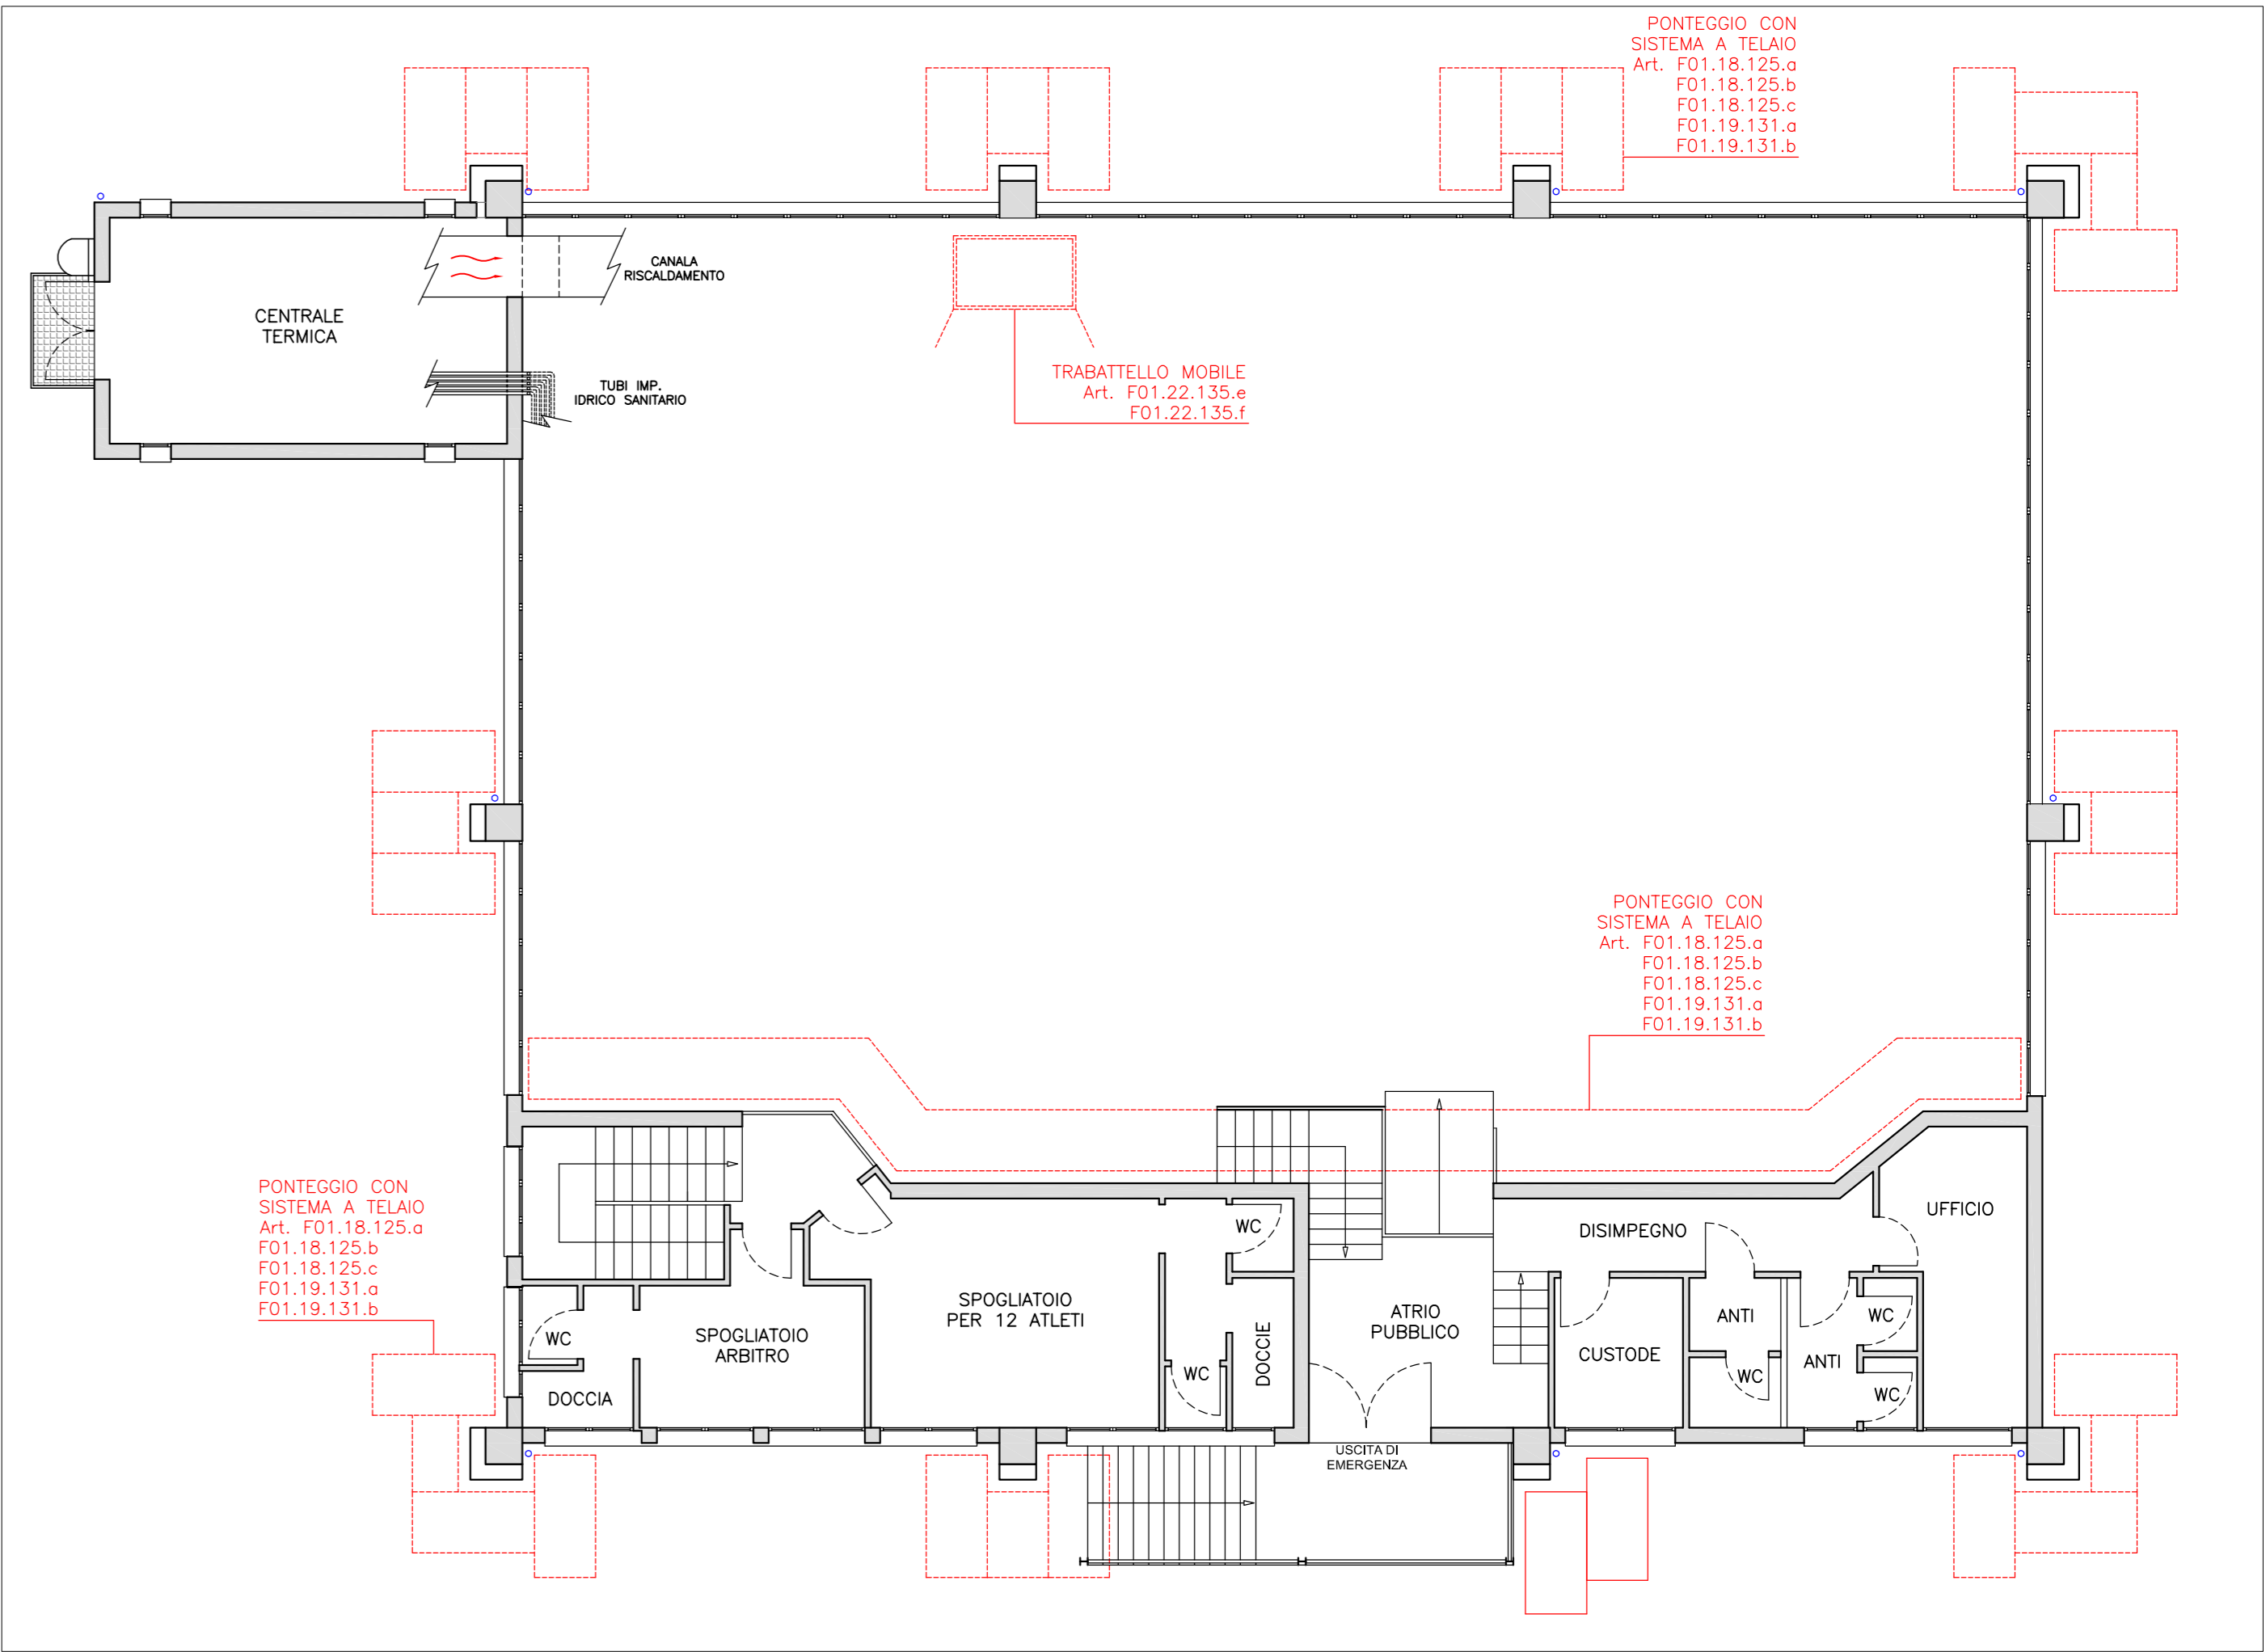 PONTEGGIO CON
SISTEMA A TELAIO
Art. F01.18.125.a
F01.18.125.b
F01.18.125.c
F01.19.131.a
F01.19.131.b
CANALA
RISCALDAMENTO
CENTRALE
TERMICA
TUBI IMP.
IDRICO SANITARIO
TRABATTELLO MOBILE
Art. F01.22.135.e
F01.22.135.f
PONTEGGIO CON
SISTEMA A TELAIO
Art. F01.18.125.a
F01.18.125.b
F01.18.125.c
F01.19.131.a
F01.19.131.b
PONTEGGIO CON
SISTEMA A TELAIO
Art. F01.18.125.a
F01.18.125.b
F01.18.125.c
F01.19.131.a
F01.19.131.b
WC
DOCCIA
SPOGLIATOIO
ARBITRO
SPOGLIATOIO
PER 12 ATLETI
WC
WC
DOCCIE
ATRIO
PUBBLICO
USCITA DI
EMERGENZA
DISIMPEGNO
UFFICIO
CUSTODE
ANTI
WC
ANTI
WC
WC